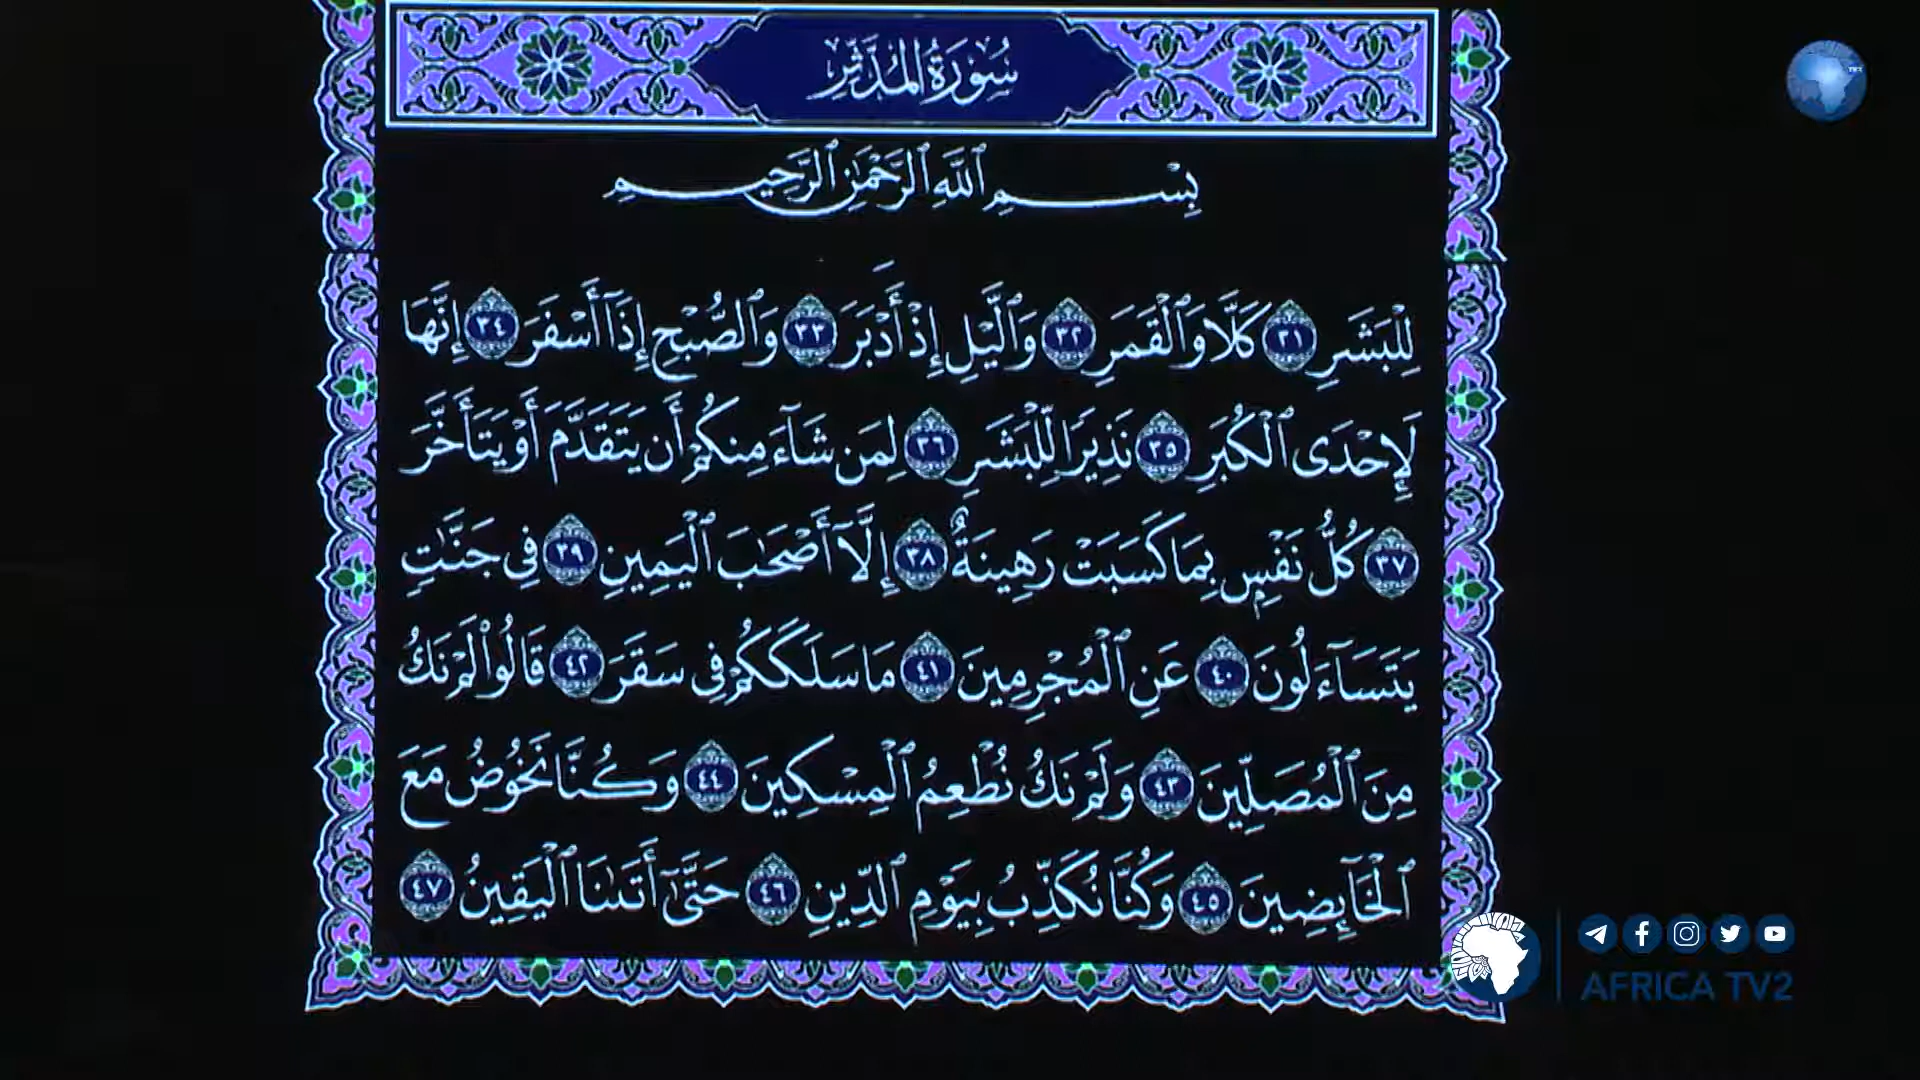 سُورَةُ الْمُدَّثِّرِ
بِسْمِ ٱللَّهِ ٱلرَّحْمَٰنِ ٱلرَّحِيمِ
لِلْبَشَرِ ٣١ كَلَّا وَٱلْقَمَرِ ٣٢ وَٱلَّيْلِ إِذْ أَدْبَرَ ٣٣ وَٱلصُّبْحِ إِذَآ أَسْفَرَ ٣٤ إِنَّهَا
لَإِحْدَى ٱلْكُبَرِ ٣٥ نَذِيرًا لِّلْبَشَرِ ٣٦ لِمَن شَآءَ مِنكُمْ أَن يَتَقَدَّمَ أَوْ يَتَأَخَّرَ
٣٧ كُلُّ نَفْسٍۭ بِمَا كَسَبَتْ رَهِينَةٌ ٣٨ إِلَّآ أَصْحَٰبَ ٱلْيَمِينِ ٣٩ فِى جَنَّٰتٍ
يَتَسَآءَلُونَ ٤٠ عَنِ ٱلْمُجْرِمِينَ ٤١ مَا سَلَكَكُمْ فِى سَقَرَ ٤٢ قَالُوا۟ لَمْ نَكُ
مِنَ ٱلْمُصَلِّينَ ٤٣ وَلَمْ نَكُ نُطْعِمُ ٱلْمِسْكِينَ ٤٤ وَكُنَّا نَخُوضُ مَعَ
ٱلْخَآئِضِينَ ٤٥ وَكُنَّا نُكَذِّبُ بِيَوْمِ ٱلدِّينِ ٤٦ حَتَّىٰٓ أَتَىٰنَا ٱلْيَقِينُ ٤٧
AFRICA TV2